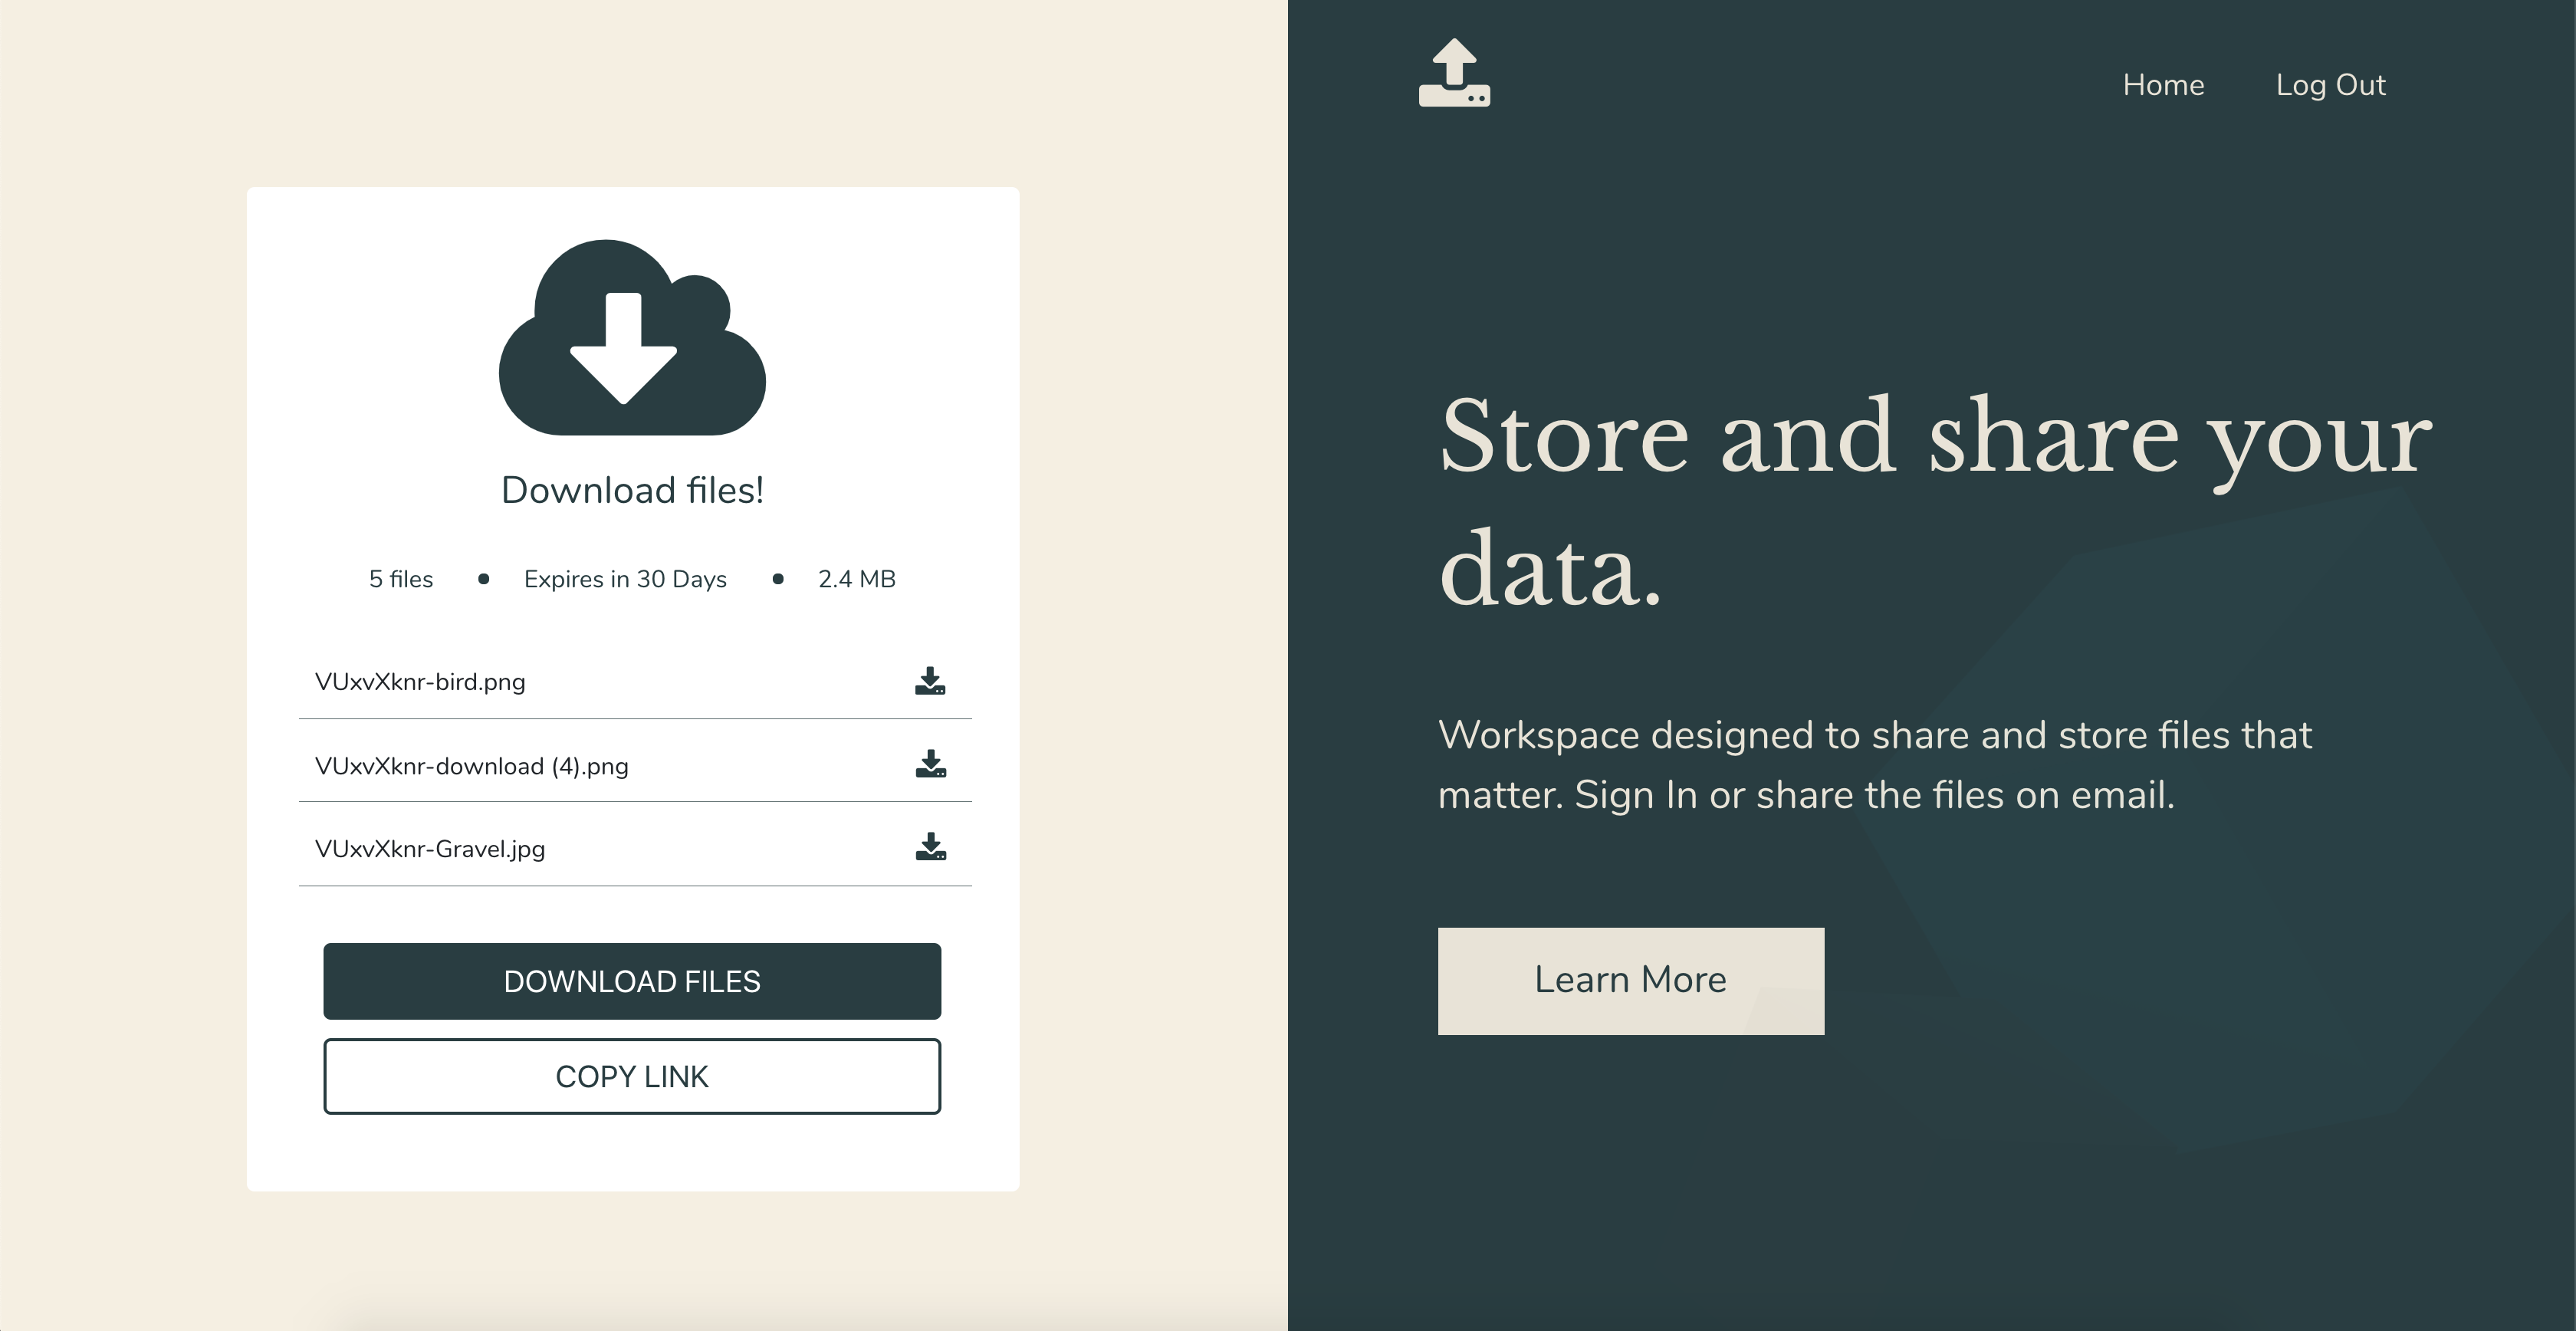 Download files!
5 files • Expires in 30 Days • 2.4 MB
VUxvXknr-bird.png
VUxvXknr-download (4).png
VUxvXknr-Gravel.jpg
DOWNLOAD FILES
COPY LINK
Home Log Out
Store and share your
data.
Workspace designed to share and store files that
matter. Sign In or share the files on email.
Learn More